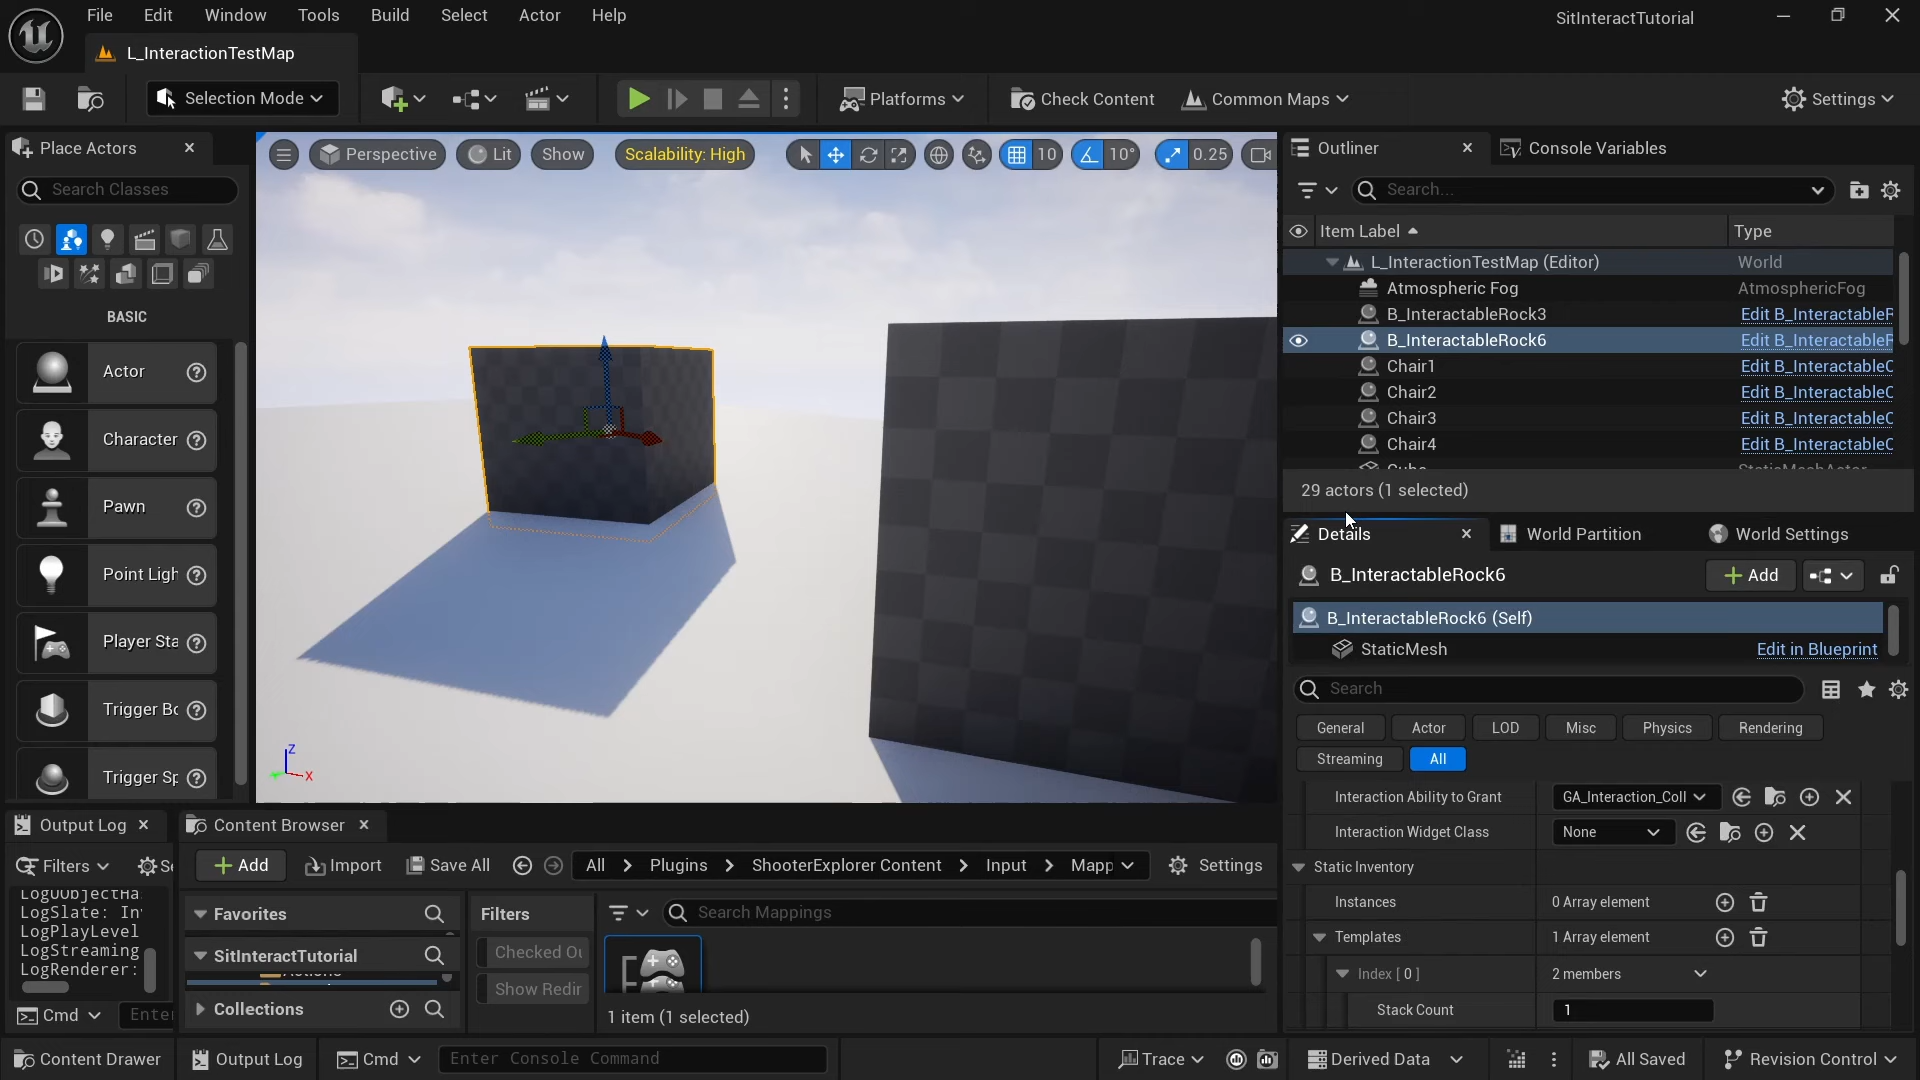 File Edit Window Tools Build Select Actor Help
SitInteractTutorial
L_InteractionTestMap
Selection Mode
Platforms
Check Content
Common Maps
Settings
Place Actors
Search Classes
BASIC
Actor
Character
Pawn
Point Ligh
Player Sta
Trigger Bo
Trigger Sp
Perspective
Lit
Show
Scalability: High
10
10°
0.25
Z
X
Outliner
Console Variables
Search...
Item Label
Type
L_InteractionTestMap (Editor)
World
Atmospheric Fog
AtmosphericFog
B_InteractableRock3
Edit B_InteractableR
B_InteractableRock6
Edit B_InteractableR
Chair1
Edit B_InteractableC
Chair2
Edit B_InteractableC
Chair3
Edit B_InteractableC
Chair4
Edit B_InteractableC
29 actors (1 selected)
Details
World Partition
World Settings
B_InteractableRock6
Add
B_InteractableRock6 (Self)
StaticMesh
Edit in Blueprint
Search
General
Actor
LOD
Misc
Physics
Rendering
Streaming
All
Interaction Ability to Grant
GA_Interaction_Coll
Interaction Widget Class
None
Static Inventory
Instances
0 Array element
Templates
1 Array element
Index [ 0 ]
2 members
Stack Count
1
Output Log
Filters
Se
LogUObjectHa
LogSlate: In
LogPlayLevel
LogStreaming
LogRenderer:
Cmd
Enter
Content Browser
Add
Import
Save All
All
Plugins
ShooterExplorer Content
Input
Mapp
Settings
Favorites
SitInteractTutorial
Collections
Filters
Checked Ou
Show Redir
Search Mappings
1 item (1 selected)
Content Drawer
Output Log
Cmd
Enter Console Command
Trace
Derived Data
All Saved
Revision Control